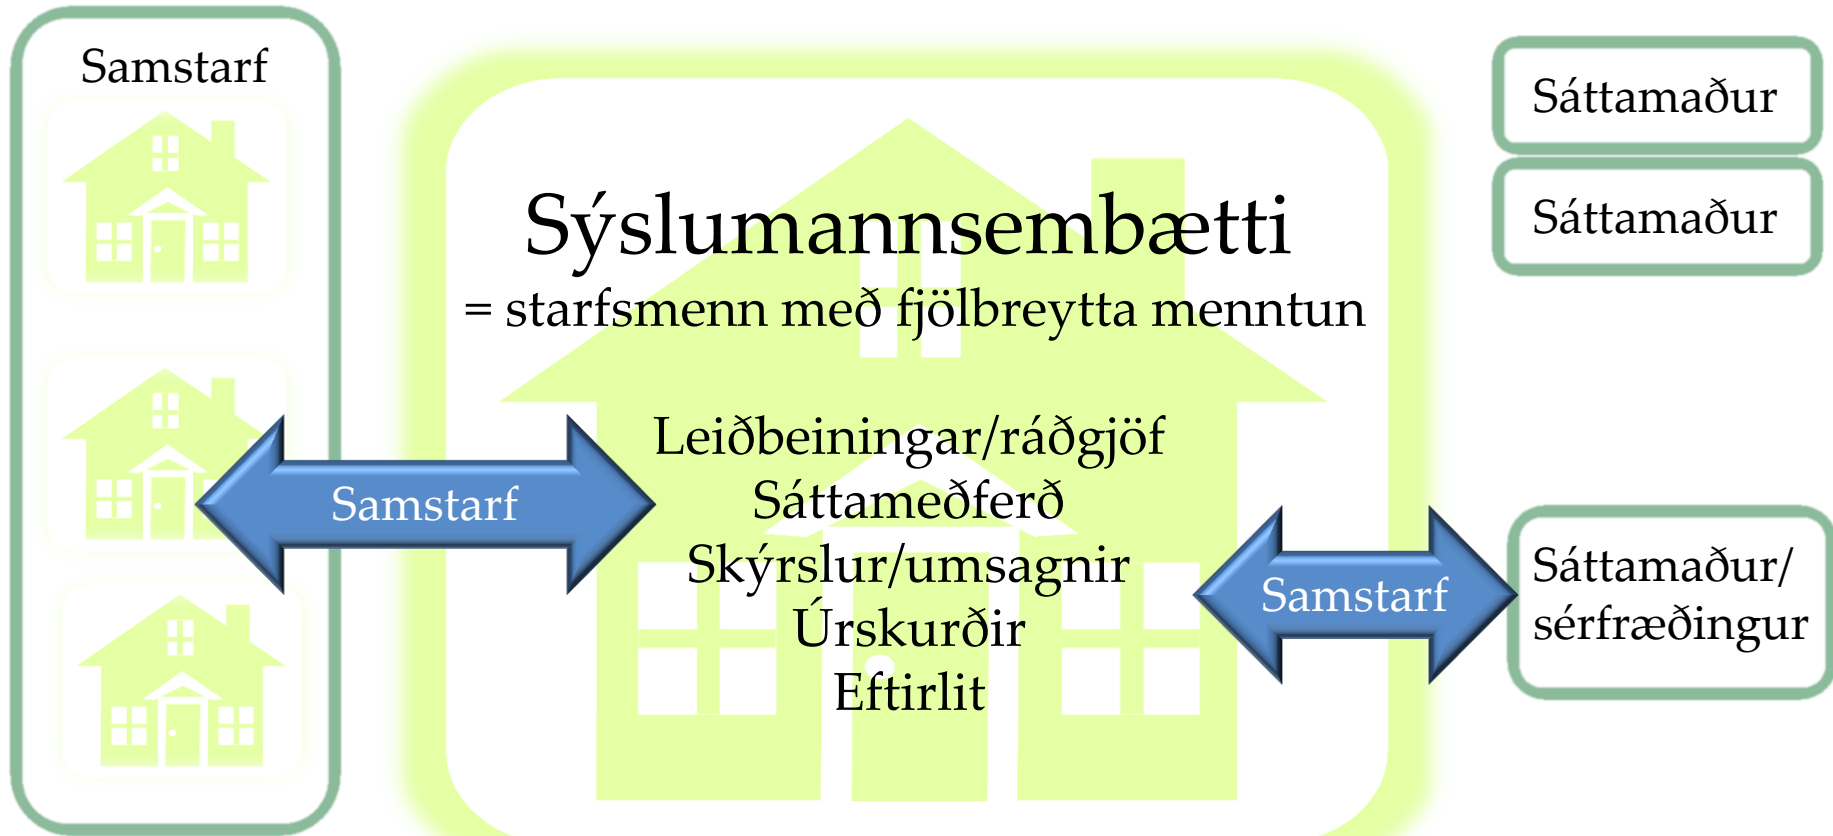 Samstarf
Sýslumannsembætti
= starfsmenn með fjölbreytta menntun
Leiðbeiningar/ráðgjöf
Sáttameðferð
Skýrslur/umsagnir
Úrskurðir
Eftirlit
Samstarf
Samstarf
Sáttamaður
Sáttamaður
Sáttamaður/
sérfræðingur